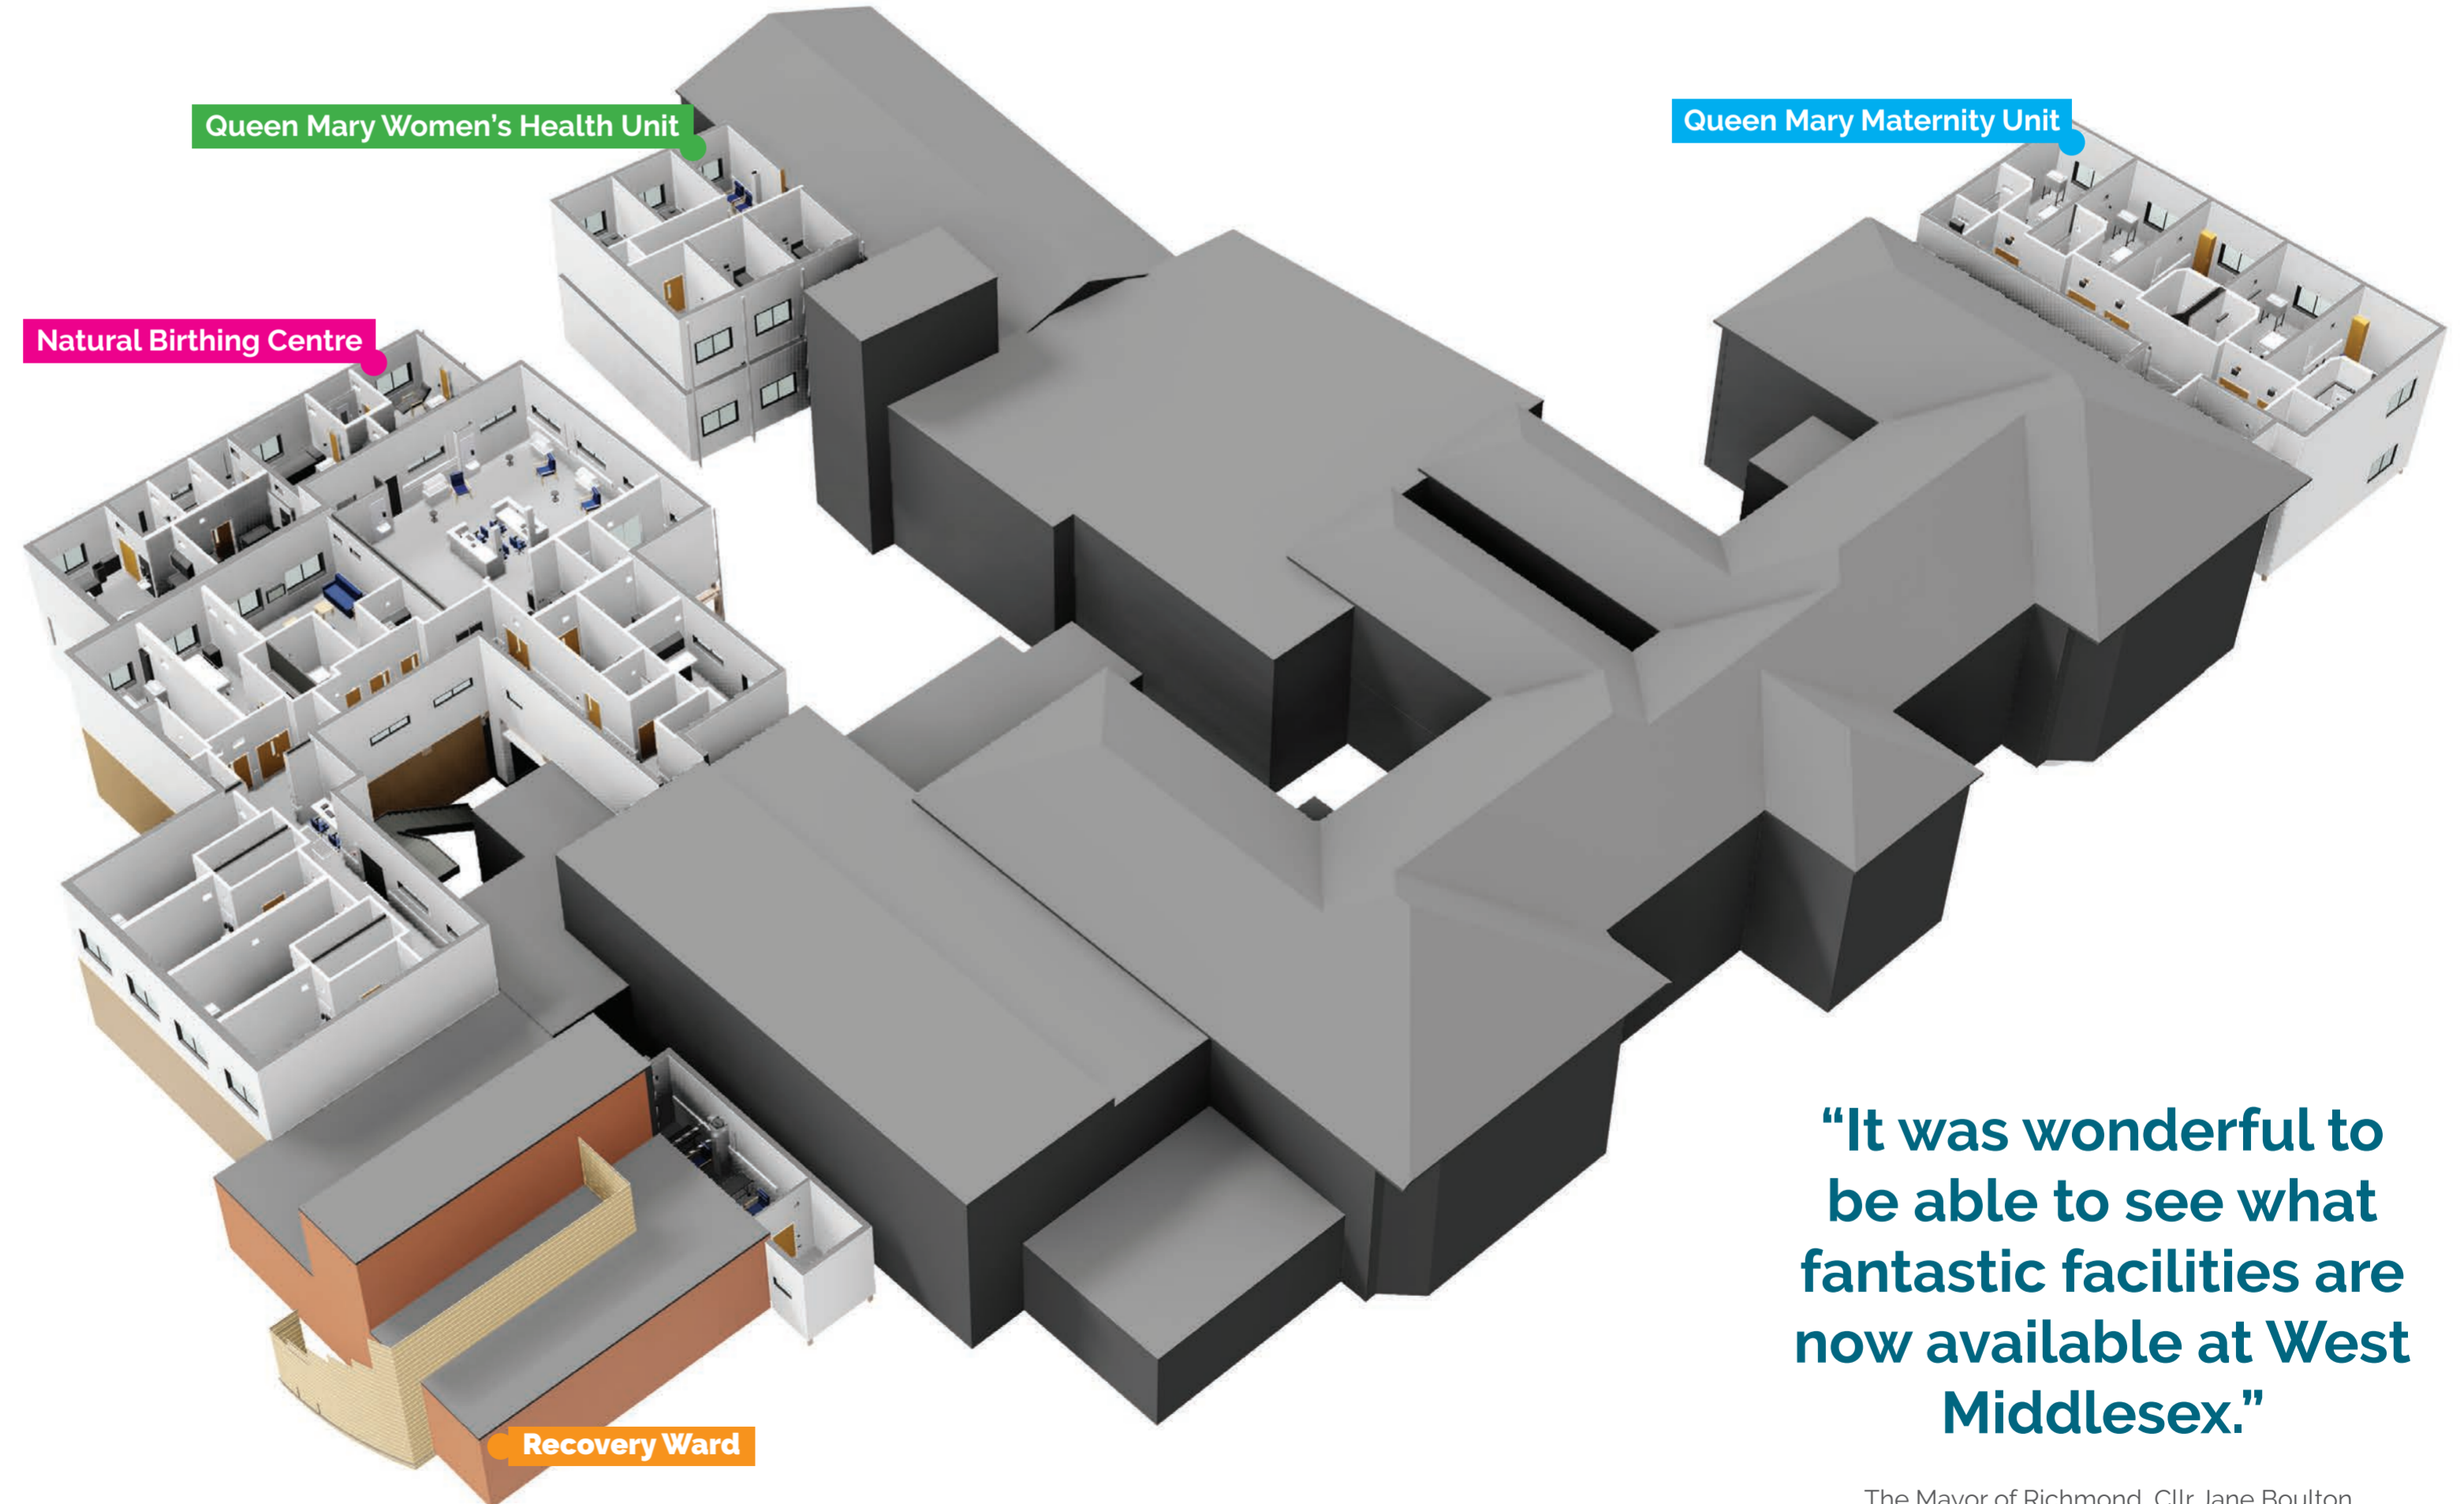 Queen Mary Women's Health Unit
Queen Mary Maternity Unit
Natural Birthing Centre
Recovery Ward
“It was wonderful to
be able to see what
fantastic facilities are
now available at West
Middlesex.”
The Mayor of Richmond, Cllr Jane Boulton